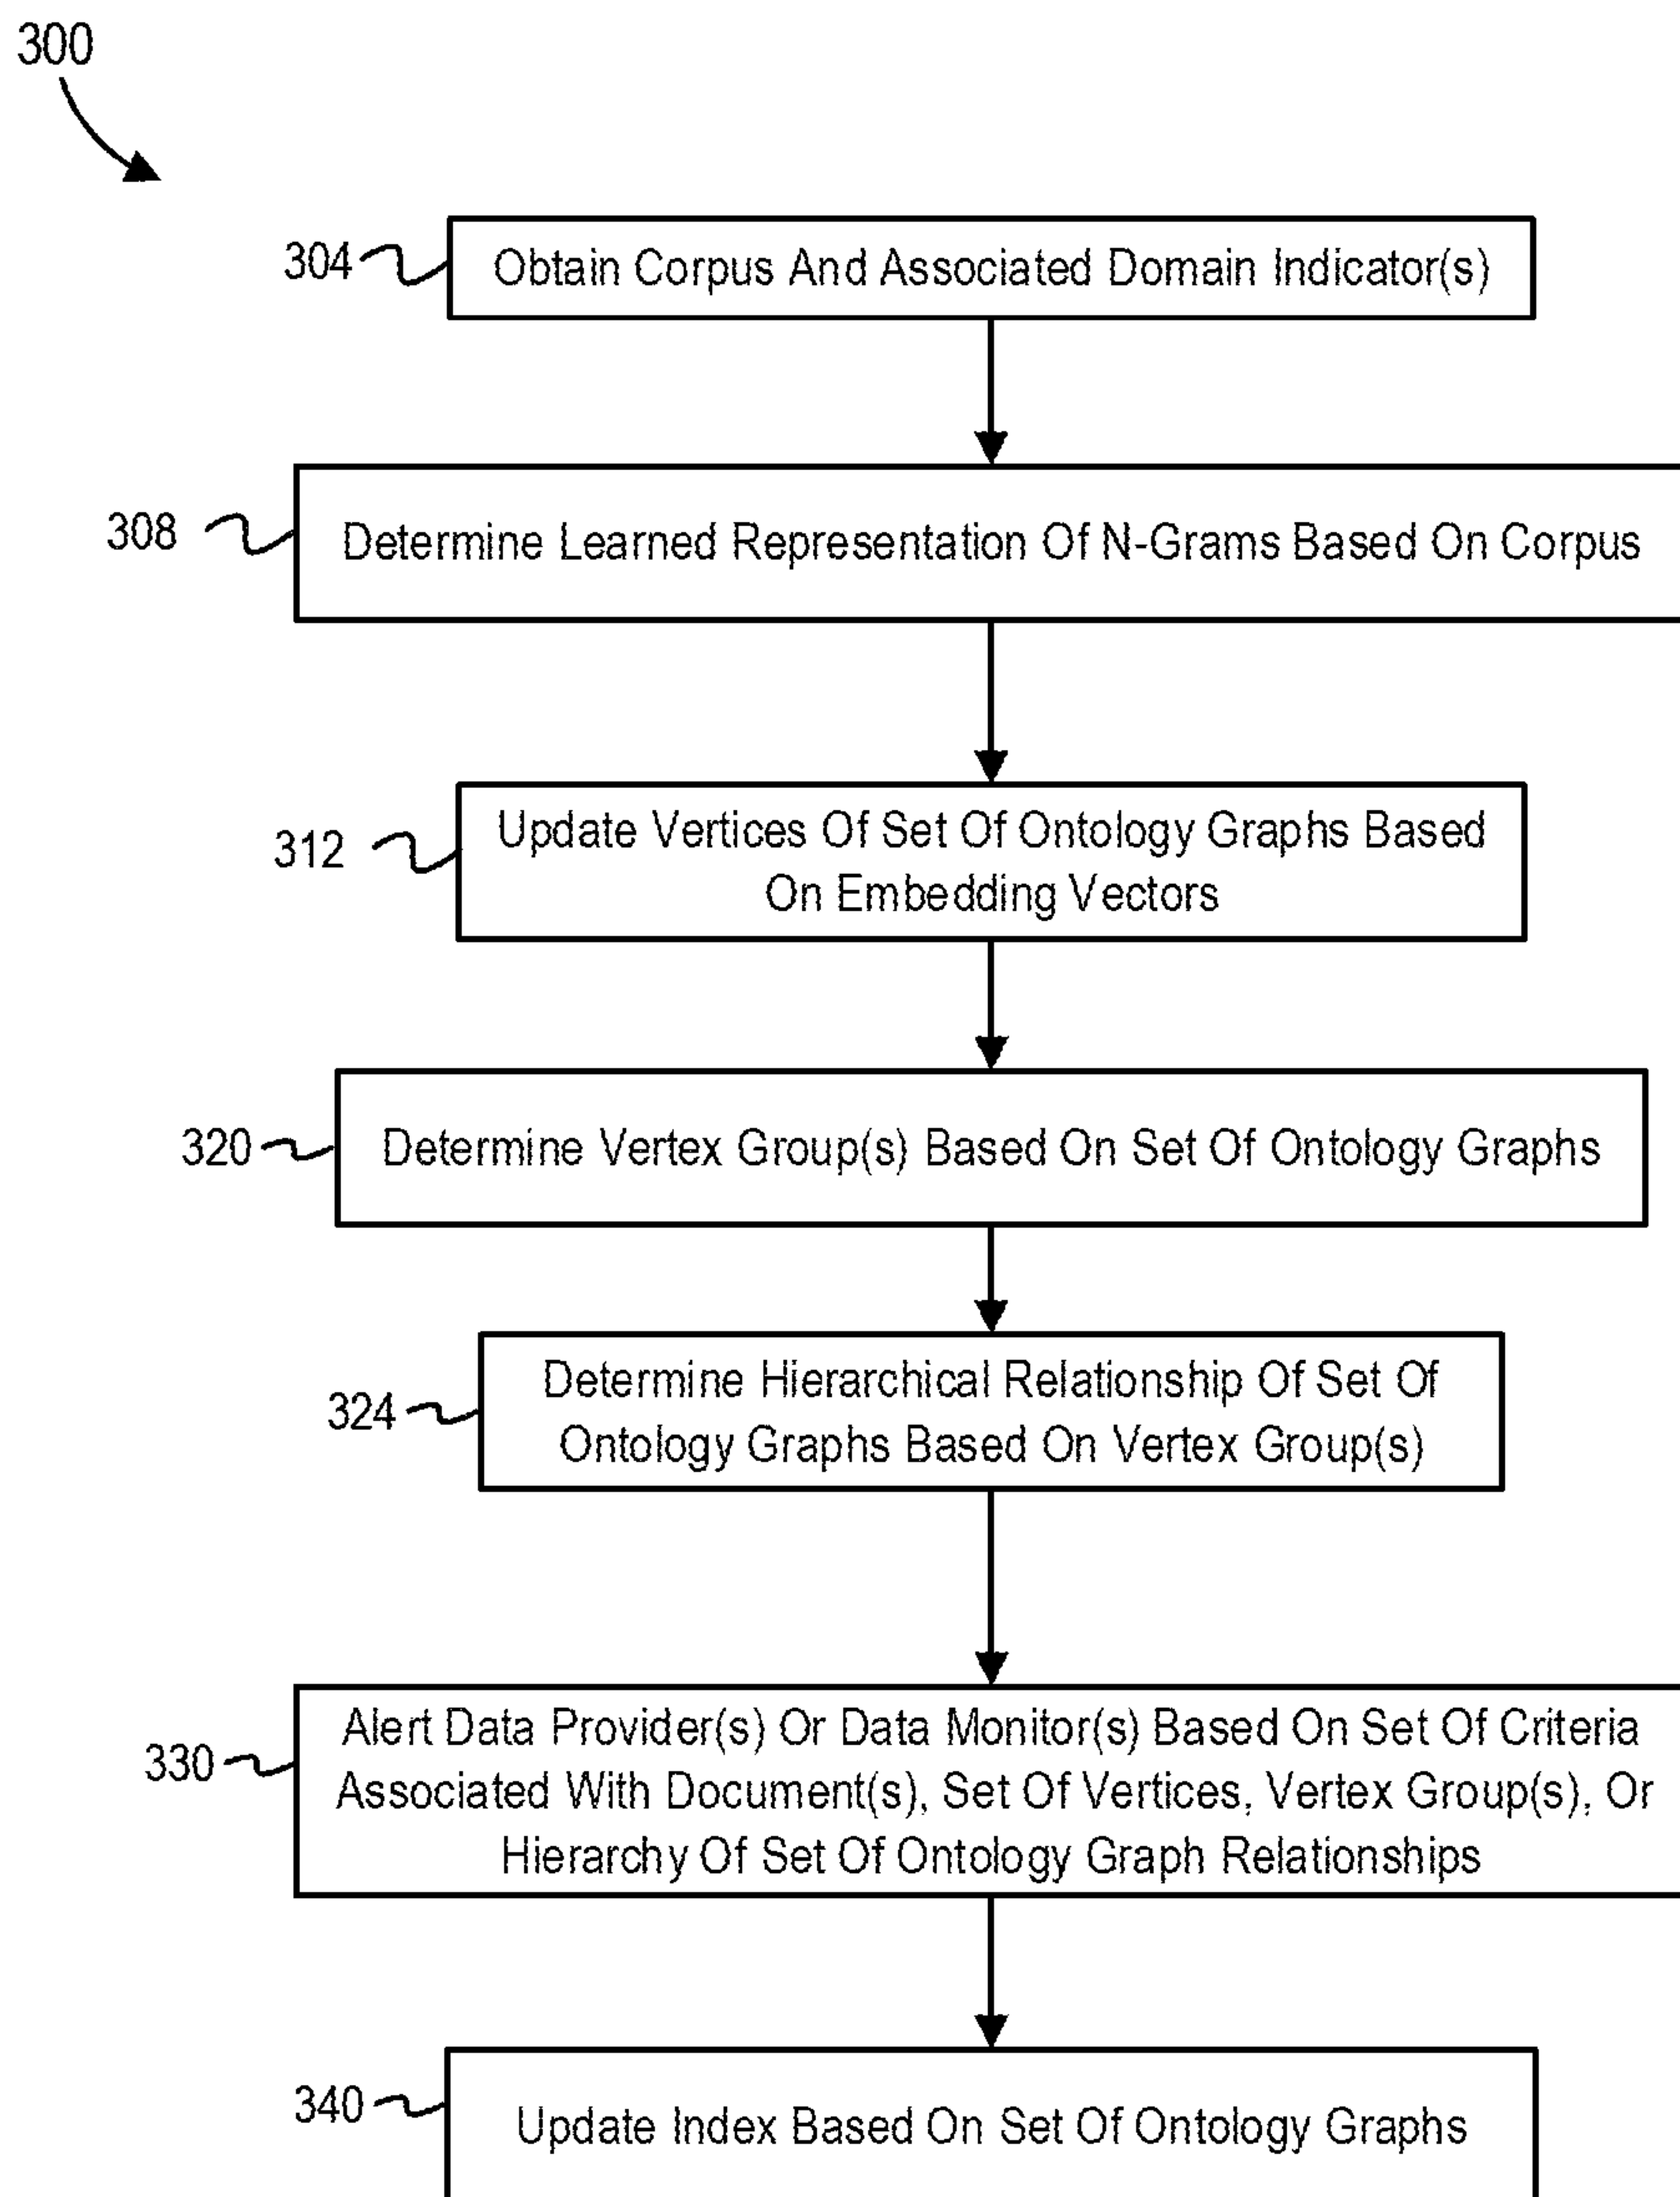 300
304
Obtain Corpus And Associated Domain Indicator(s)
308
Determine Learned Representation Of N-Grams Based On Corpus
312
Update Vertices Of Set Of Ontology Graphs Based
On Embedding Vectors
320
Determine Vertex Group(s) Based On Set Of Ontology Graphs
324
Determine Hierarchical Relationship Of Set Of
Ontology Graphs Based On Vertex Group(s)
330
Alert Data Provider(s) Or Data Monitor(s) Based On Set Of Criteria
Associated With Document(s), Set Of Vertices, Vertex Group(s), Or
Hierarchy Of Set Of Ontology Graph Relationships
340
Update Index Based On Set Of Ontology Graphs